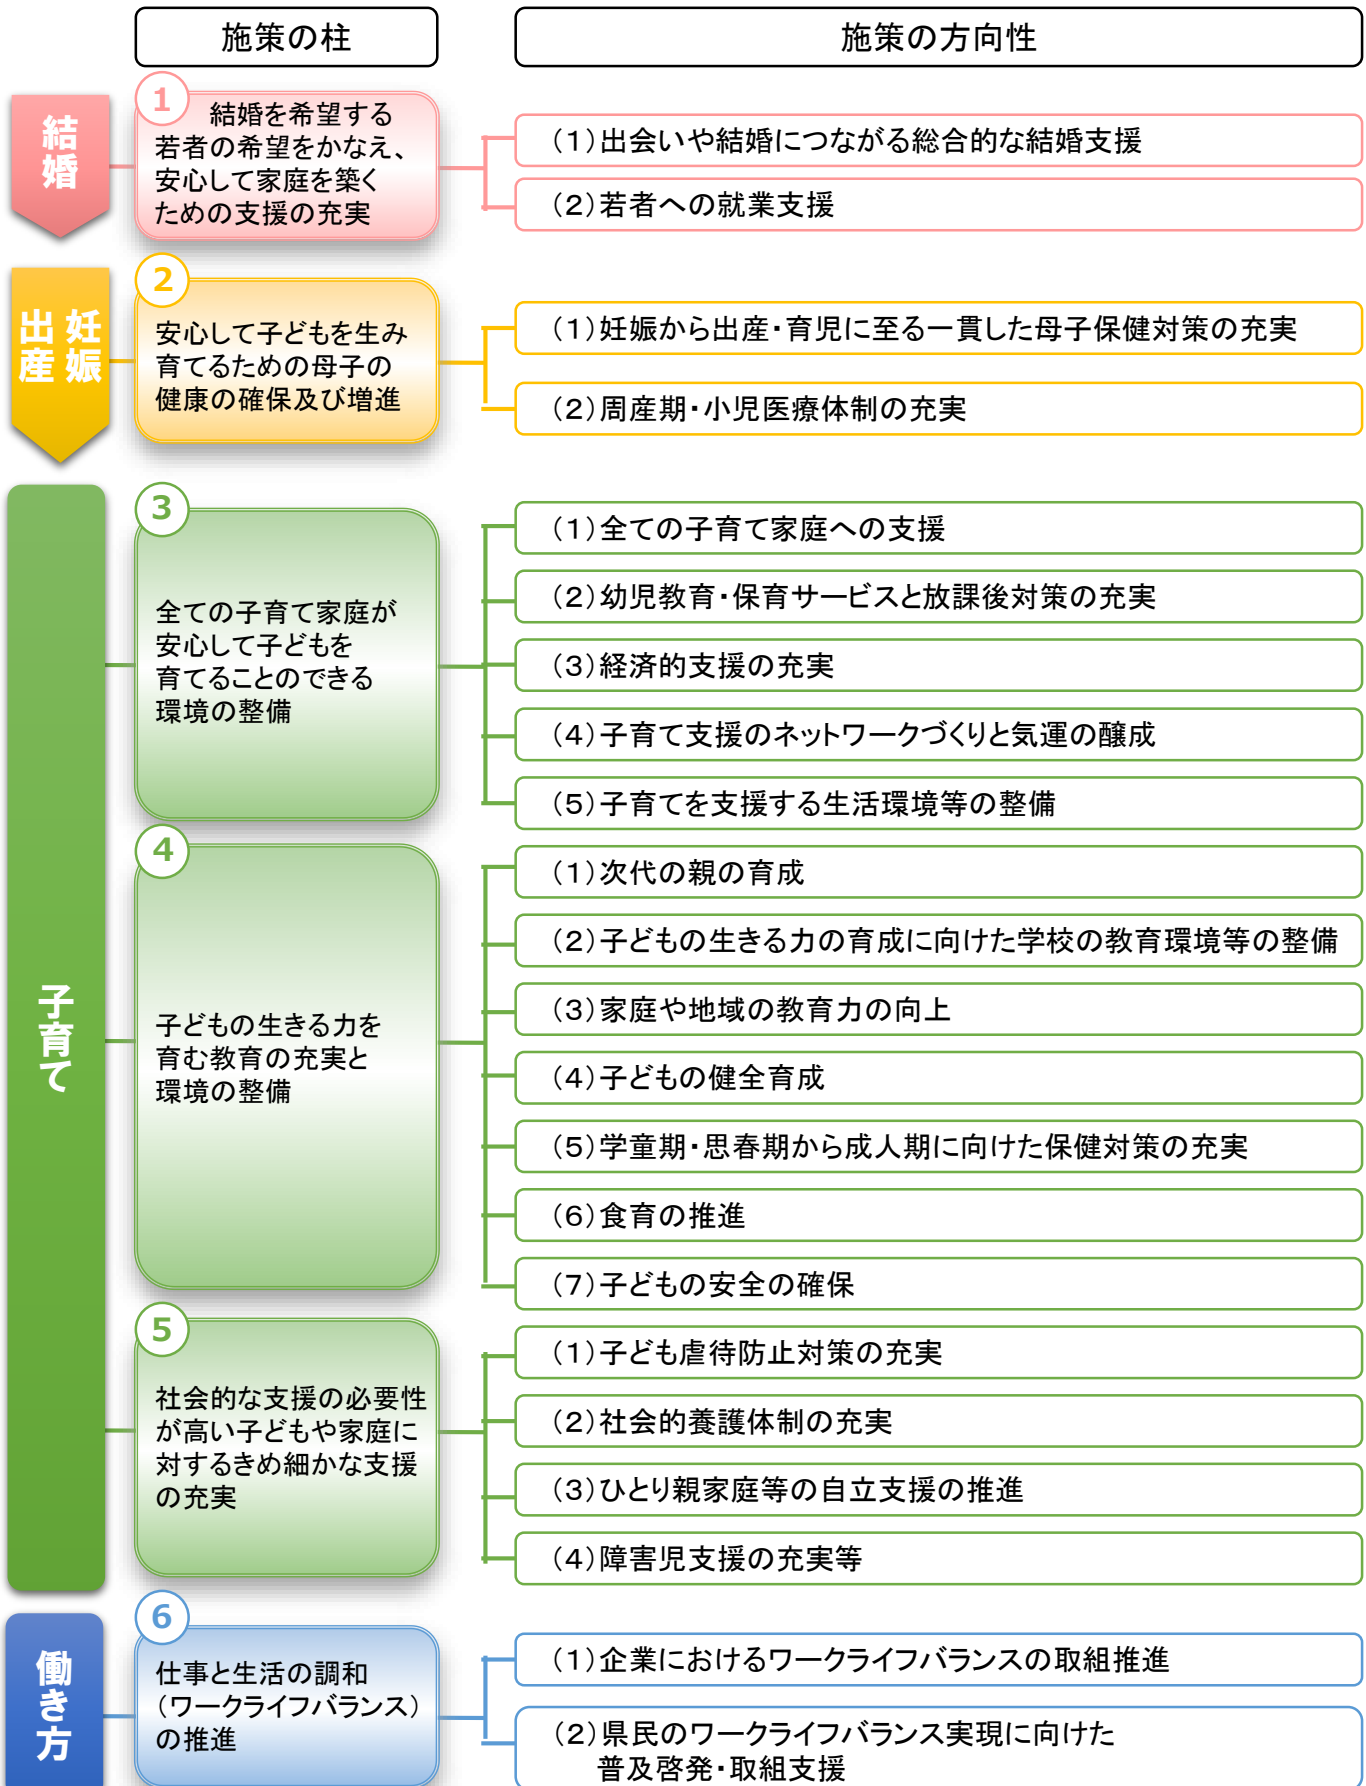 施策の柱
施策の方向性
結婚
①
結婚を希望する
若者の希望をかなえ、
安心して家庭を築く
ための支援の充実
（１）出会いや結婚につながる総合的な結婚支援
（２）若者への就業支援
妊娠
出産
②
安心して子どもを生み
育てるための母子の
健康の確保及び増進
（１）妊娠から出産・育児に至る一貫した母子保健対策の充実
（２）周産期・小児医療体制の充実
子育て
③
全ての子育て家庭が
安心して子どもを
育てることのできる
環境の整備
（１）全ての子育て家庭への支援
（２）幼児教育・保育サービスと放課後対策の充実
（３）経済的支援の充実
（４）子育て支援のネットワークづくりと気運の醸成
（５）子育てを支援する生活環境等の整備
④
子どもの生きる力を
育む教育の充実と
環境の整備
（１）次代の親の育成
（２）子どもの生きる力の育成に向けた学校の教育環境等の整備
（３）家庭や地域の教育力の向上
（４）子どもの健全育成
（５）学童期・思春期から成人期に向けた保健対策の充実
（６）食育の推進
（７）子どもの安全の確保
⑤
社会的な支援の必要性
が高い子どもや家庭に
対するきめ細かな支援
の充実
（１）子ども虐待防止対策の充実
（２）社会的養護体制の充実
（３）ひとり親家庭等の自立支援の推進
（４）障害児支援の充実等
働き方
⑥
仕事と生活の調和
（ワークライフバランス）
の推進
（１）企業におけるワークライフバランスの取組推進
（２）県民のワークライフバランス実現に向けた
普及啓発・取組支援